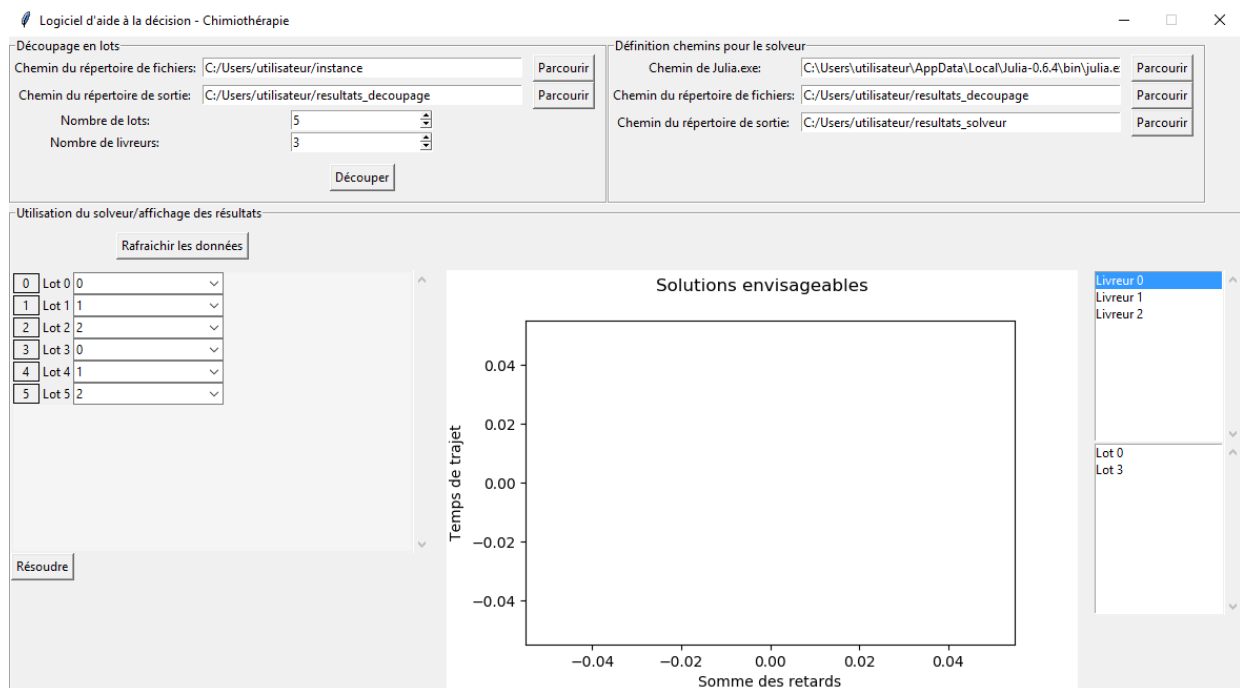 Logiciel d'aide à la décision - Chimiothérapie
Découpage en lots
Chemin du répertoire de fichiers: C:/Users/utilisateur/instance Parcourir
Chemin du répertoire de sortie: C:/Users/utilisateur/resultats_decoupage Parcourir
Nombre de lots: 5
Nombre de livreurs: 3
Découper
Définition chemins pour le solveur
Chemin de Julia.exe: C:\Users\utilisateur\AppData\Local\Julia-0.6.4\bin\julia.e Parcourir
Chemin du répertoire de fichiers: C:/Users/utilisateur/resultats_decoupage Parcourir
Chemin du répertoire de sortie: C:/Users/utilisateur/resultats_solveur Parcourir
Utilisation du solveur/affichage des résultats
Rafraichir les données
0 Lot 0 0
1 Lot 1 1
2 Lot 2 2
3 Lot 3 0
4 Lot 4 1
5 Lot 5 2
Résoudre
Solutions envisageables
Temps de trajet
0.04
0.02
0.00
−0.02
−0.04
−0.04 −0.02 0.00 0.02 0.04
Somme des retards
Livreur 0
Livreur 1
Livreur 2
Lot 0
Lot 3